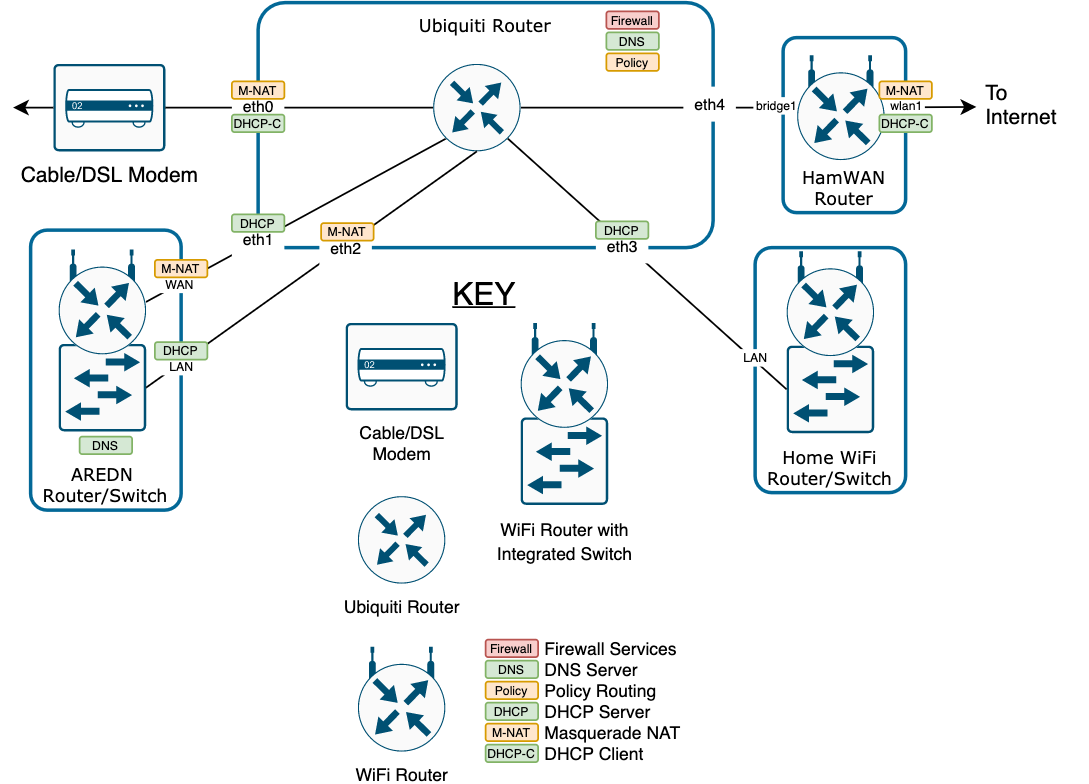 Ubiquiti Router
Firewall
DNS
Policy
M-NAT
eth0
DHCP-C
02
Cable/DSL Modem
eth4
bridge1
M-NAT
wlan1
DHCP-C
To
Internet
HamWAN
Router
DHCP
eth1
M-NAT
eth2
DHCP
eth3
M-NAT
WAN
DHCP
LAN
DNS
AREDN
Router/Switch
LAN
Home WiFi
Router/Switch
KEY
02
Cable/DSL
Modem
WiFi Router with
Integrated Switch
Ubiquiti Router
WiFi Router
Firewall Firewall Services
DNS DNS Server
Policy Policy Routing
DHCP DHCP Server
M-NAT Masquerade NAT
DHCP-C DHCP Client